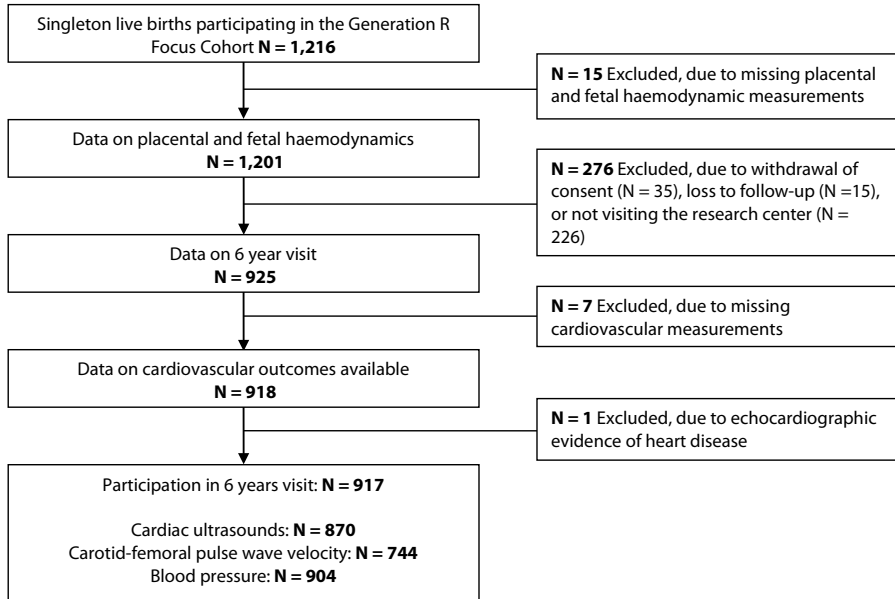 Singleton live births participating in the Generation R
Focus Cohort N = 1,216
N = 15 Excluded, due to missing placental
and fetal haemodynamic measurements
Data on placental and fetal haemodynamics
N = 1,201
N = 276 Excluded, due to withdrawal of
consent (N = 35), loss to follow-up (N =15),
or not visiting the research center (N =
226)
Data on 6 year visit
N = 925
N = 7 Excluded, due to missing
cardiovascular measurements
Data on cardiovascular outcomes available
N = 918
N = 1 Excluded, due to echocardiographic
evidence of heart disease
Participation in 6 years visit: N = 917
Cardiac ultrasounds: N = 870
Carotid-femoral pulse wave velocity: N = 744
Blood pressure: N = 904